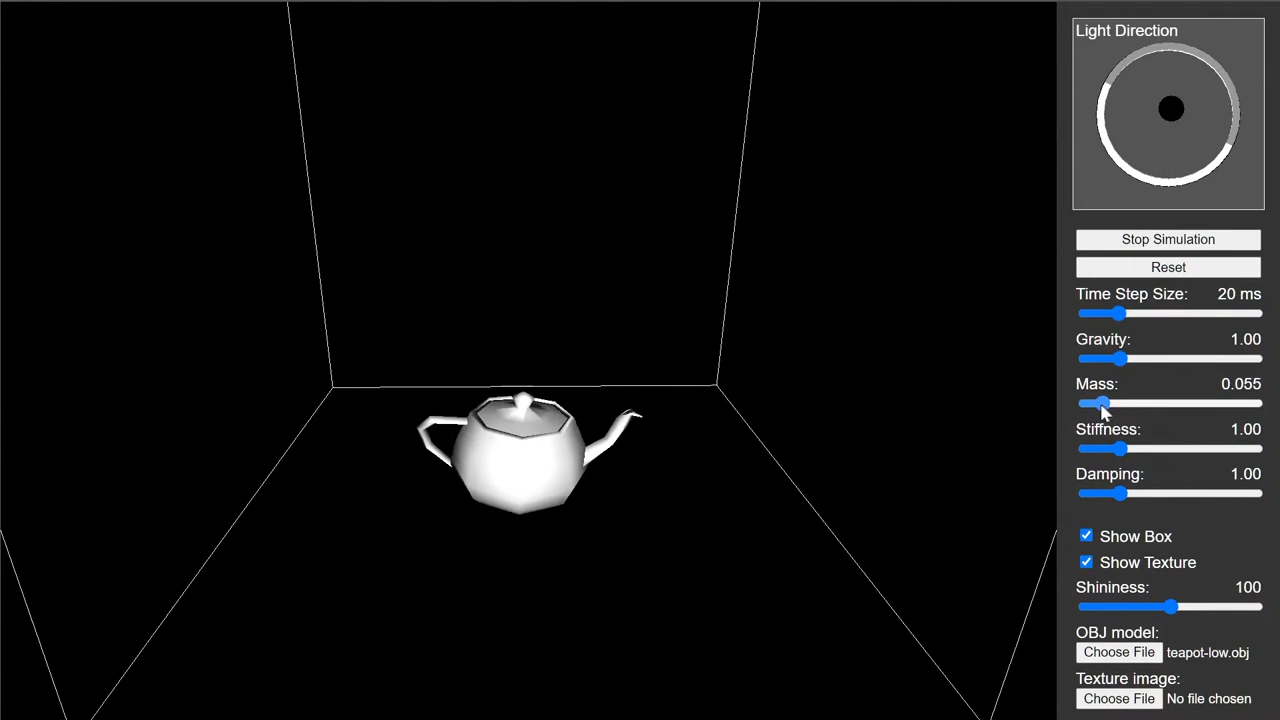 Light Direction
Stop Simulation
Reset
Time Step Size: 20 ms
Gravity: 1.00
Mass: 0.055
Stiffness: 1.00
Damping: 1.00
Show Box
Show Texture
Shininess: 100
OBJ model:
Choose File teapot-low.obj
Texture image:
Choose File No file chosen